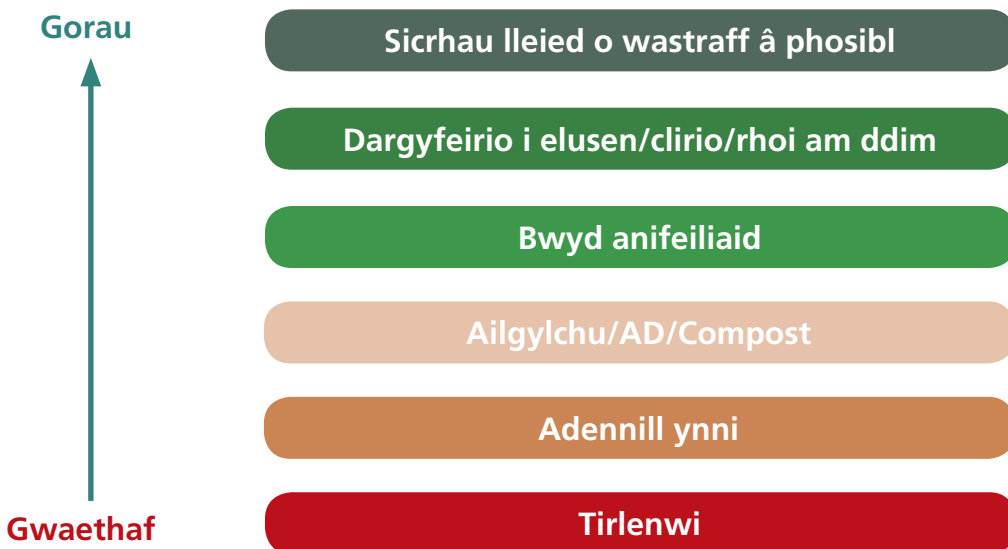 Gorau
Sicrhau lleied o wastraff â phosibl
Dargyfeirio i elusen/clirio/rhoi am ddim
Bwyd anifeiliaid
Ailgylchu/AD/Compost
Adennill ynni
Tirlenwi
Gwaethaf